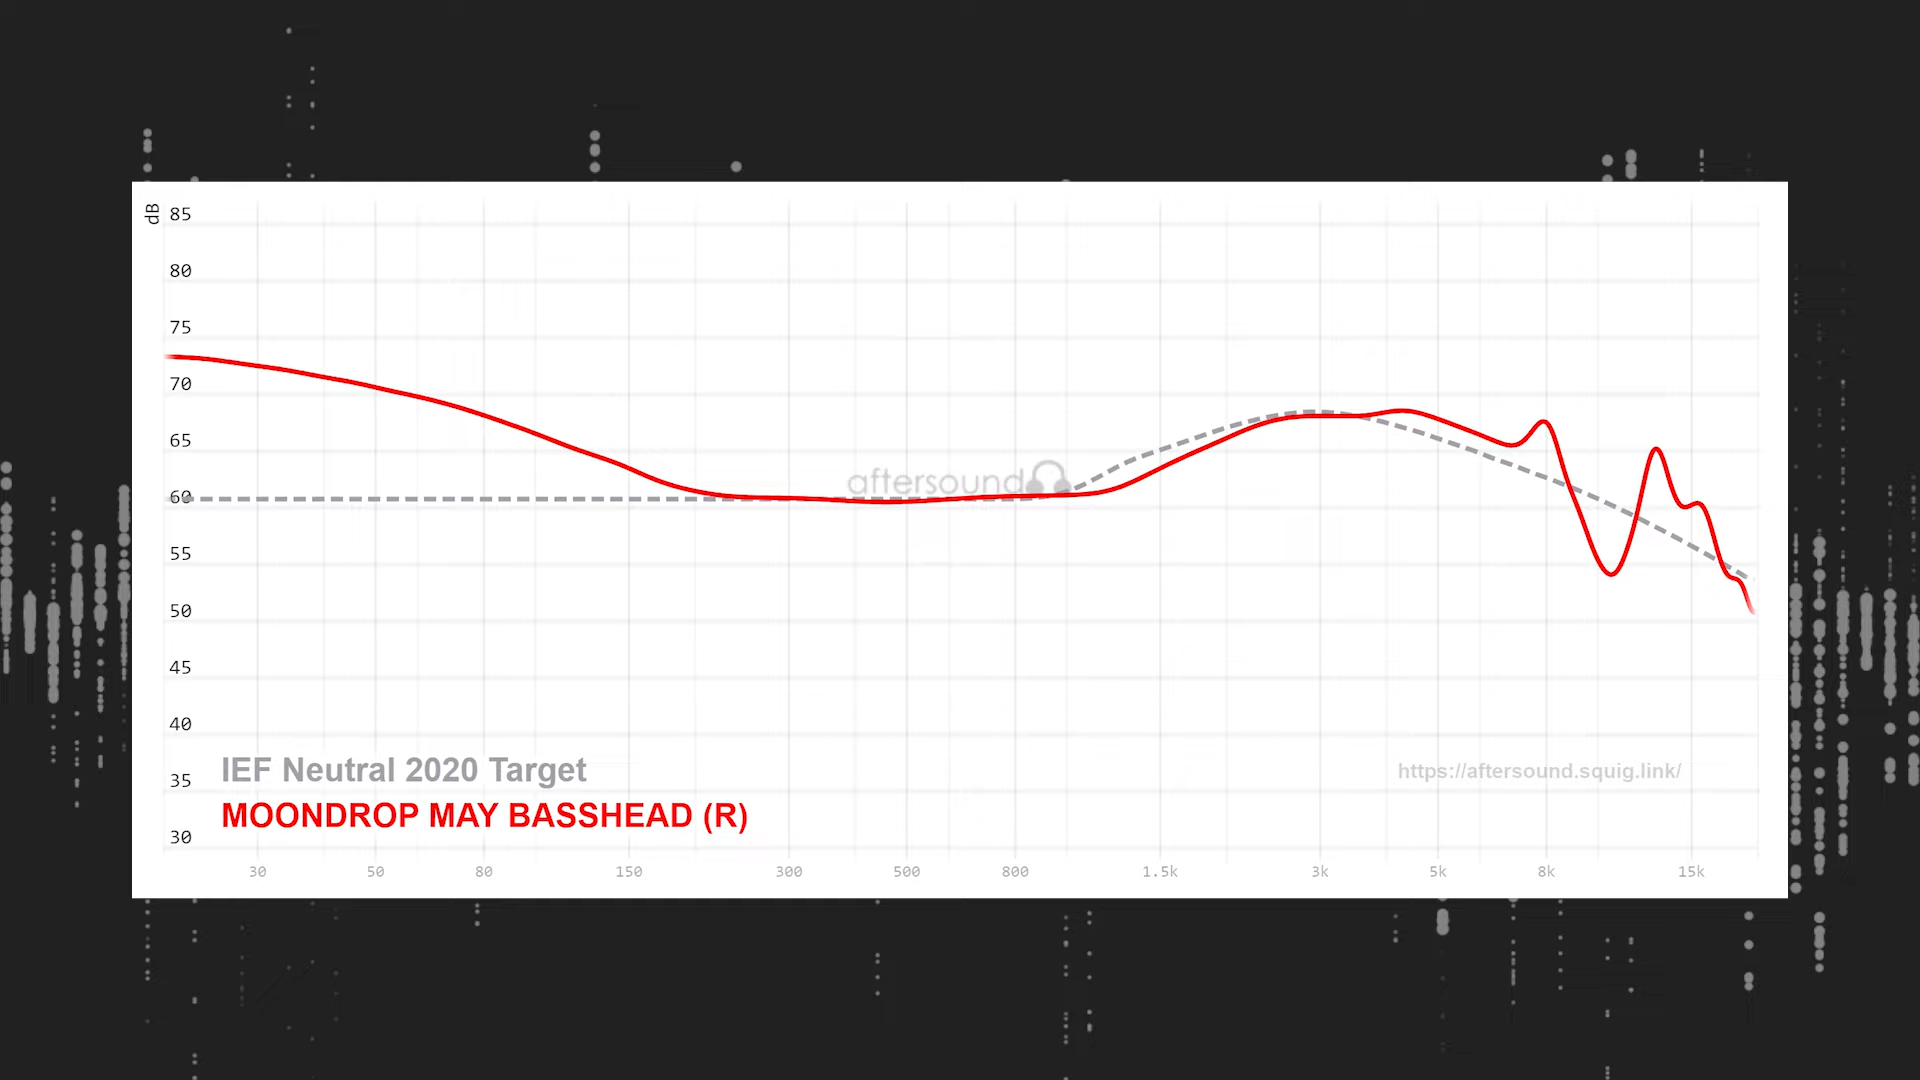 dB
85
80
75
70
65
60
55
50
45
40
35
30
aftersound
IEF Neutral 2020 Target
MOONDROP MAY BASSHEAD (R)
https://aftersound.squig.link/
30 50 80 150 300 500 800 1.5k 3k 5k 8k 15k